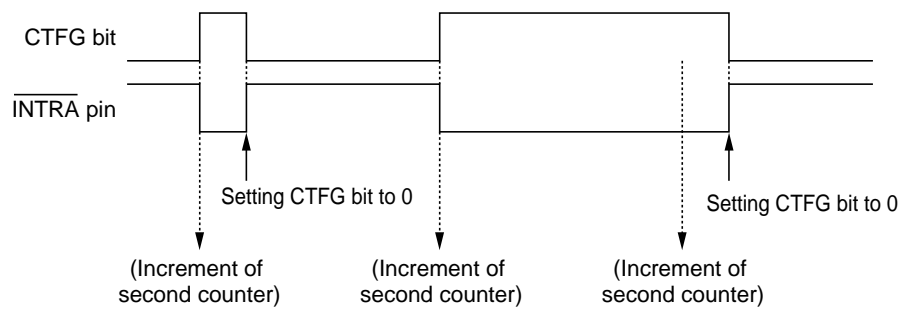 CTFG bit
INTRA pin
Setting CTFG bit to 0
Setting CTFG bit to 0
(Increment of
second counter)
(Increment of
second counter)
(Increment of
second counter)